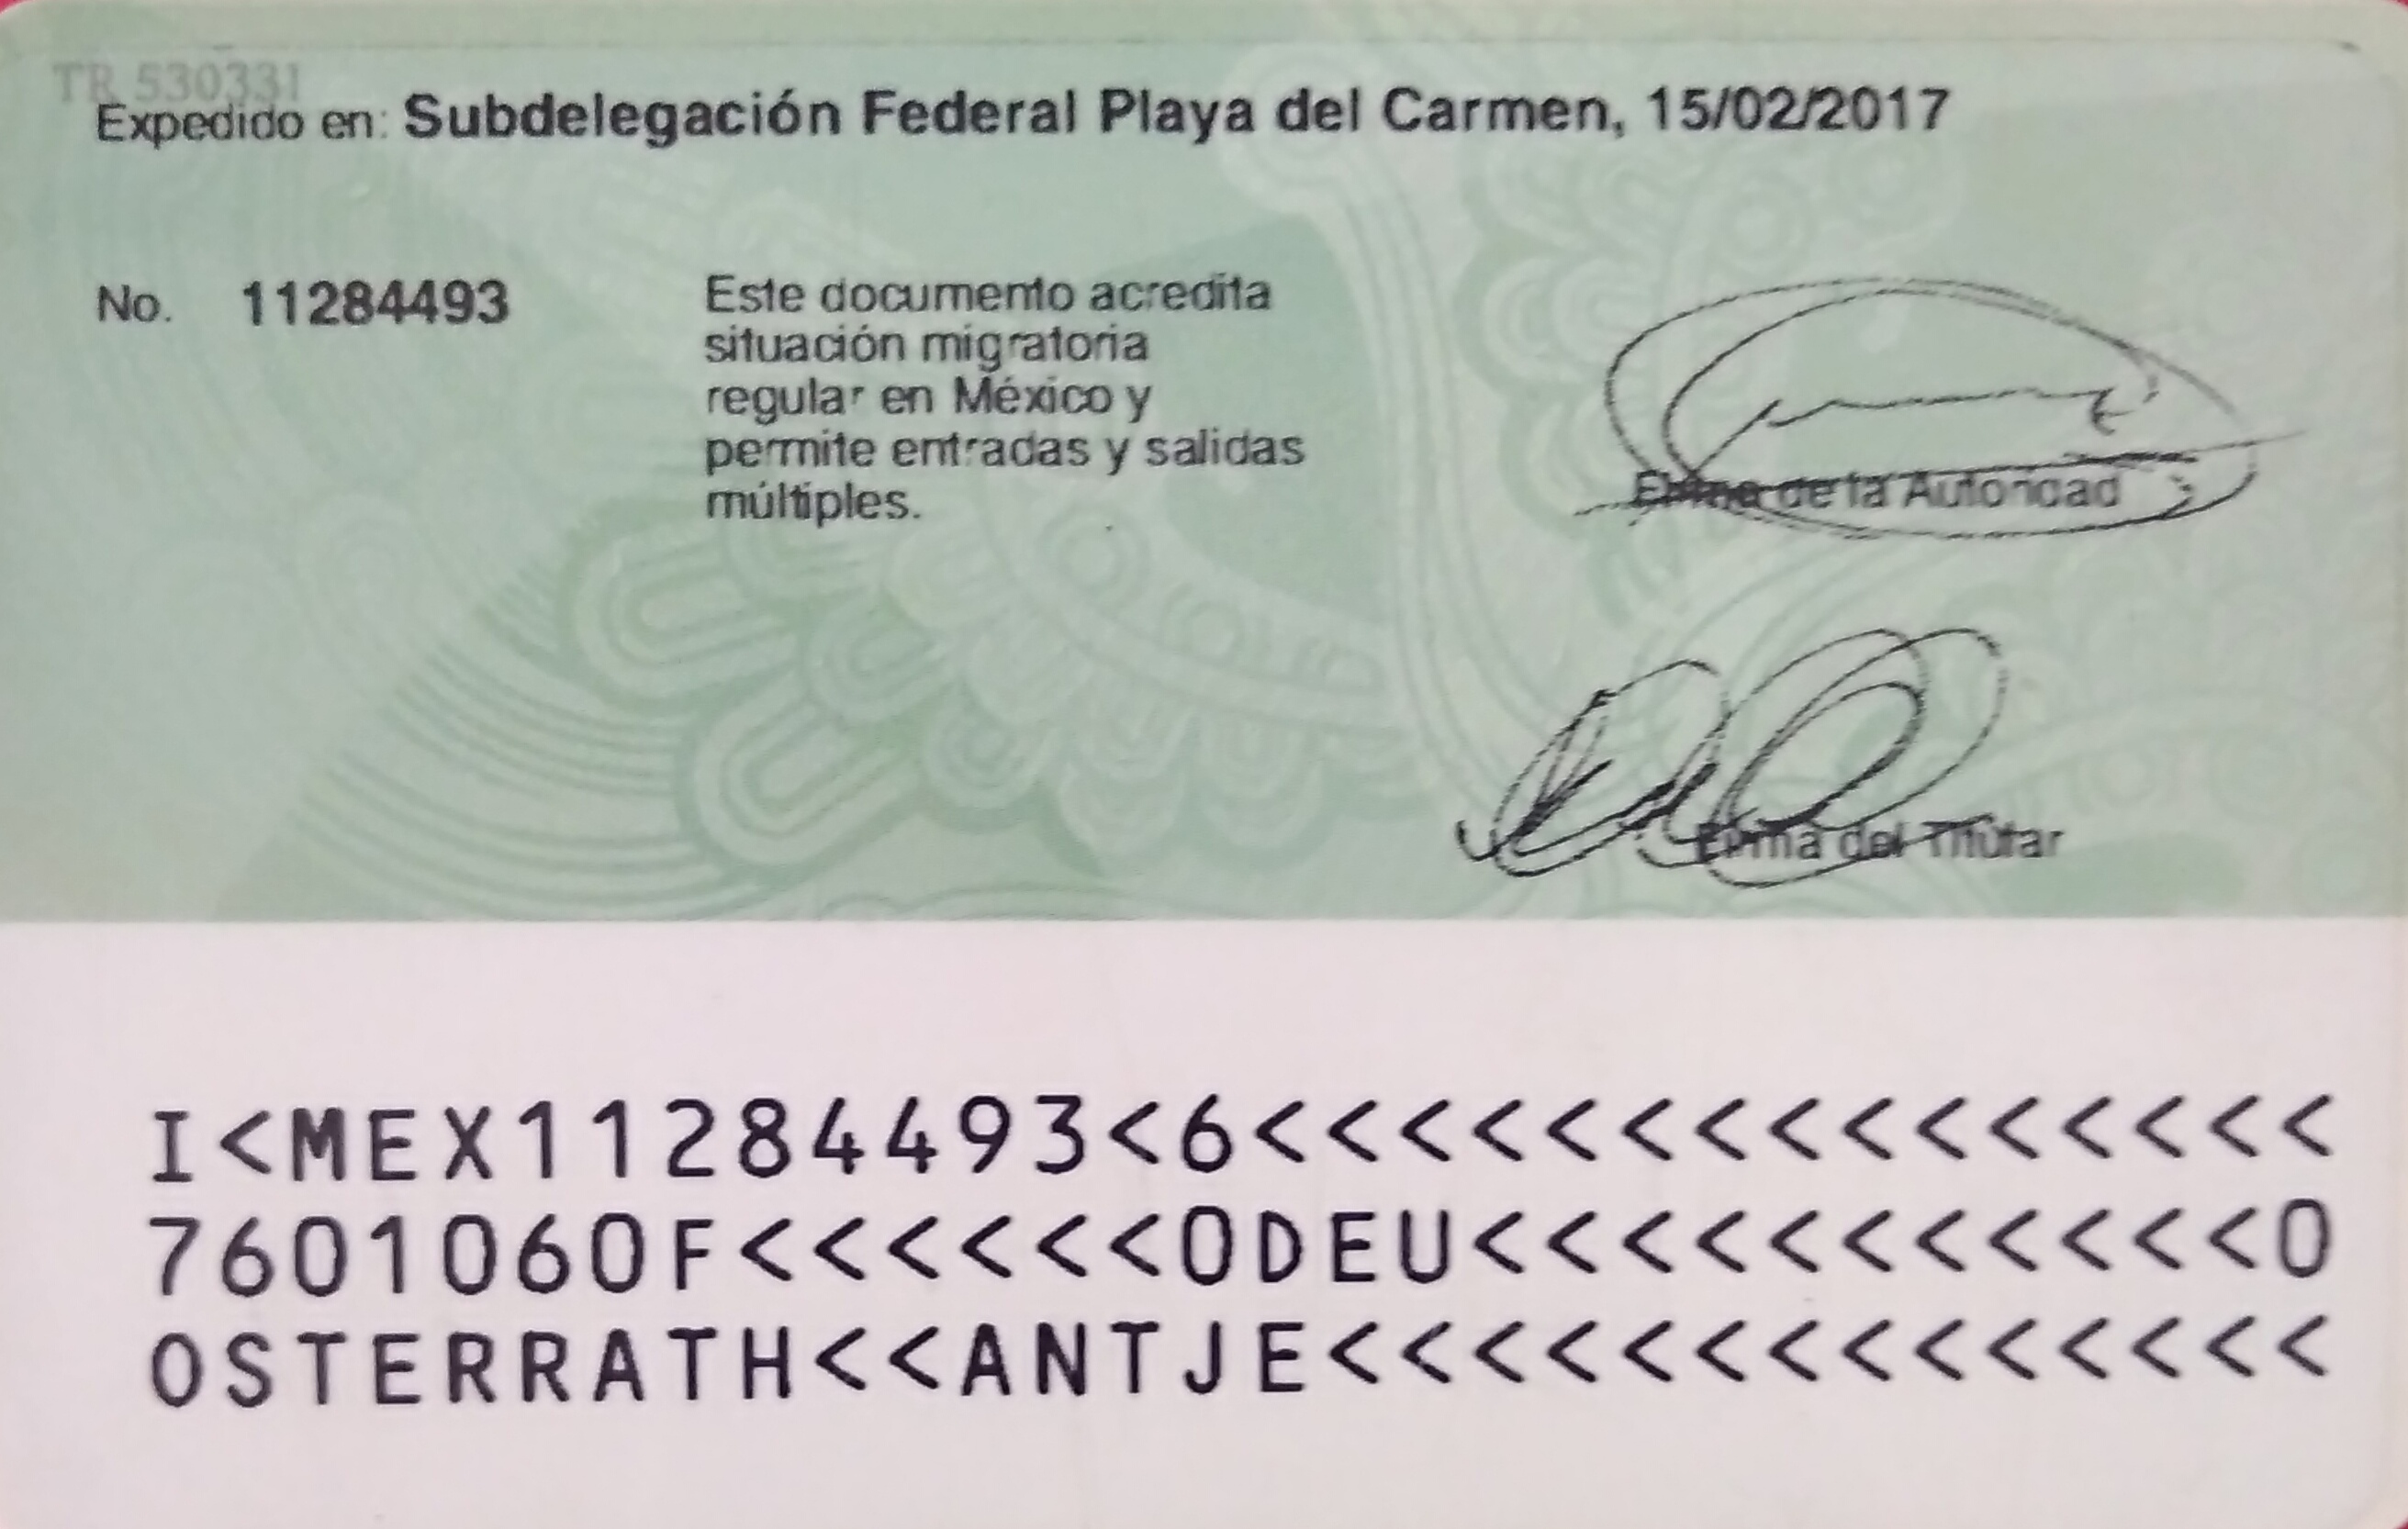 TR 530331
Expedido en: Subdelegación Federal Playa del Carmen, 15/02/2017
No. 11284493
Este documento acredita
situación migratoria
regular en México y
permite entradas y salidas
múltiples.
Firma de la Autoridad
Firma del Titular
I<MEX11284493<6<<<<<<<<<<<<<<<
7601060F<<<<<<0DEU<<<<<<<<<<<0
OSTERRATH<<ANTJE<<<<<<<<<<<<<<